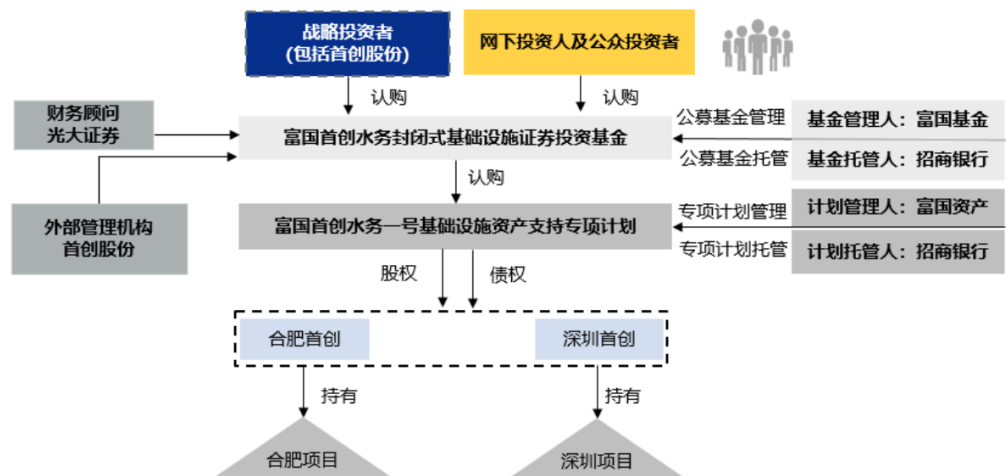 战略投资者
(包括首创股份)
网下投资人及公众投资者
认购
认购
财务顾问
光大证券
富国首创水务封闭式基础设施证券投资基金
公募基金管理
基金管理人：富国基金
公募基金托管
基金托管人：招商银行
认购
外部管理机构
首创股份
富国首创水务一号基础设施资产支持专项计划
专项计划管理
计划管理人：富国资产
专项计划托管
计划托管人：招商银行
股权
债权
合肥首创
深圳首创
持有
持有
合肥项目
深圳项目